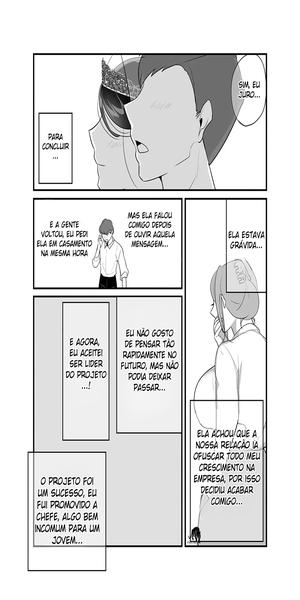 SIM, EU
JURO...
PARA
CONCLUIR
...
ELA ESTAVA
GRÁVIDA...
MAS ELA FALOU
COMIGO DEPOIS
DE OUVIR AQUELA
MENSAGEM...
E A GENTE
VOLTOU, EU PEDI
ELA EM CASAMENTO
NA MESMA HORA
ELA ACHOU QUE A
NOSSA RELAÇÃO IA
OFUSCAR TODO MEU
CRESCIMENTO NA
EMPRESA, POR ISSO
DECIDIU ACABAR
COMIGO...
EU NÃO GOSTO
DE PENSAR TÃO
RAPIDAMENTE NO
FUTURO, MAS NÃO
PODIA DEIXAR
PASSAR...
E AGORA,
EU ACEITEI
SER LIDER
DO PROJETO
...!
O PROJETO FOI
UM SUCESSO, EU
FUI PROMOVIDO A
CHEFE, ALGO BEM
INCOMUM PARA UM
JOVEM...